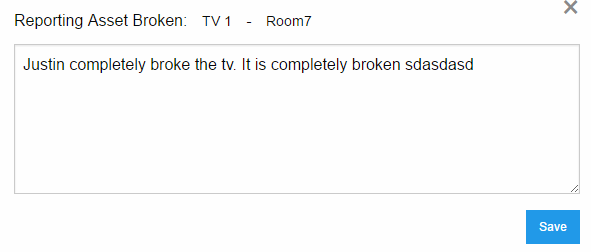 Reporting Asset Broken: TV 1 - Room7
Justin completely broke the tv. It is completely broken sdasdasd
Save